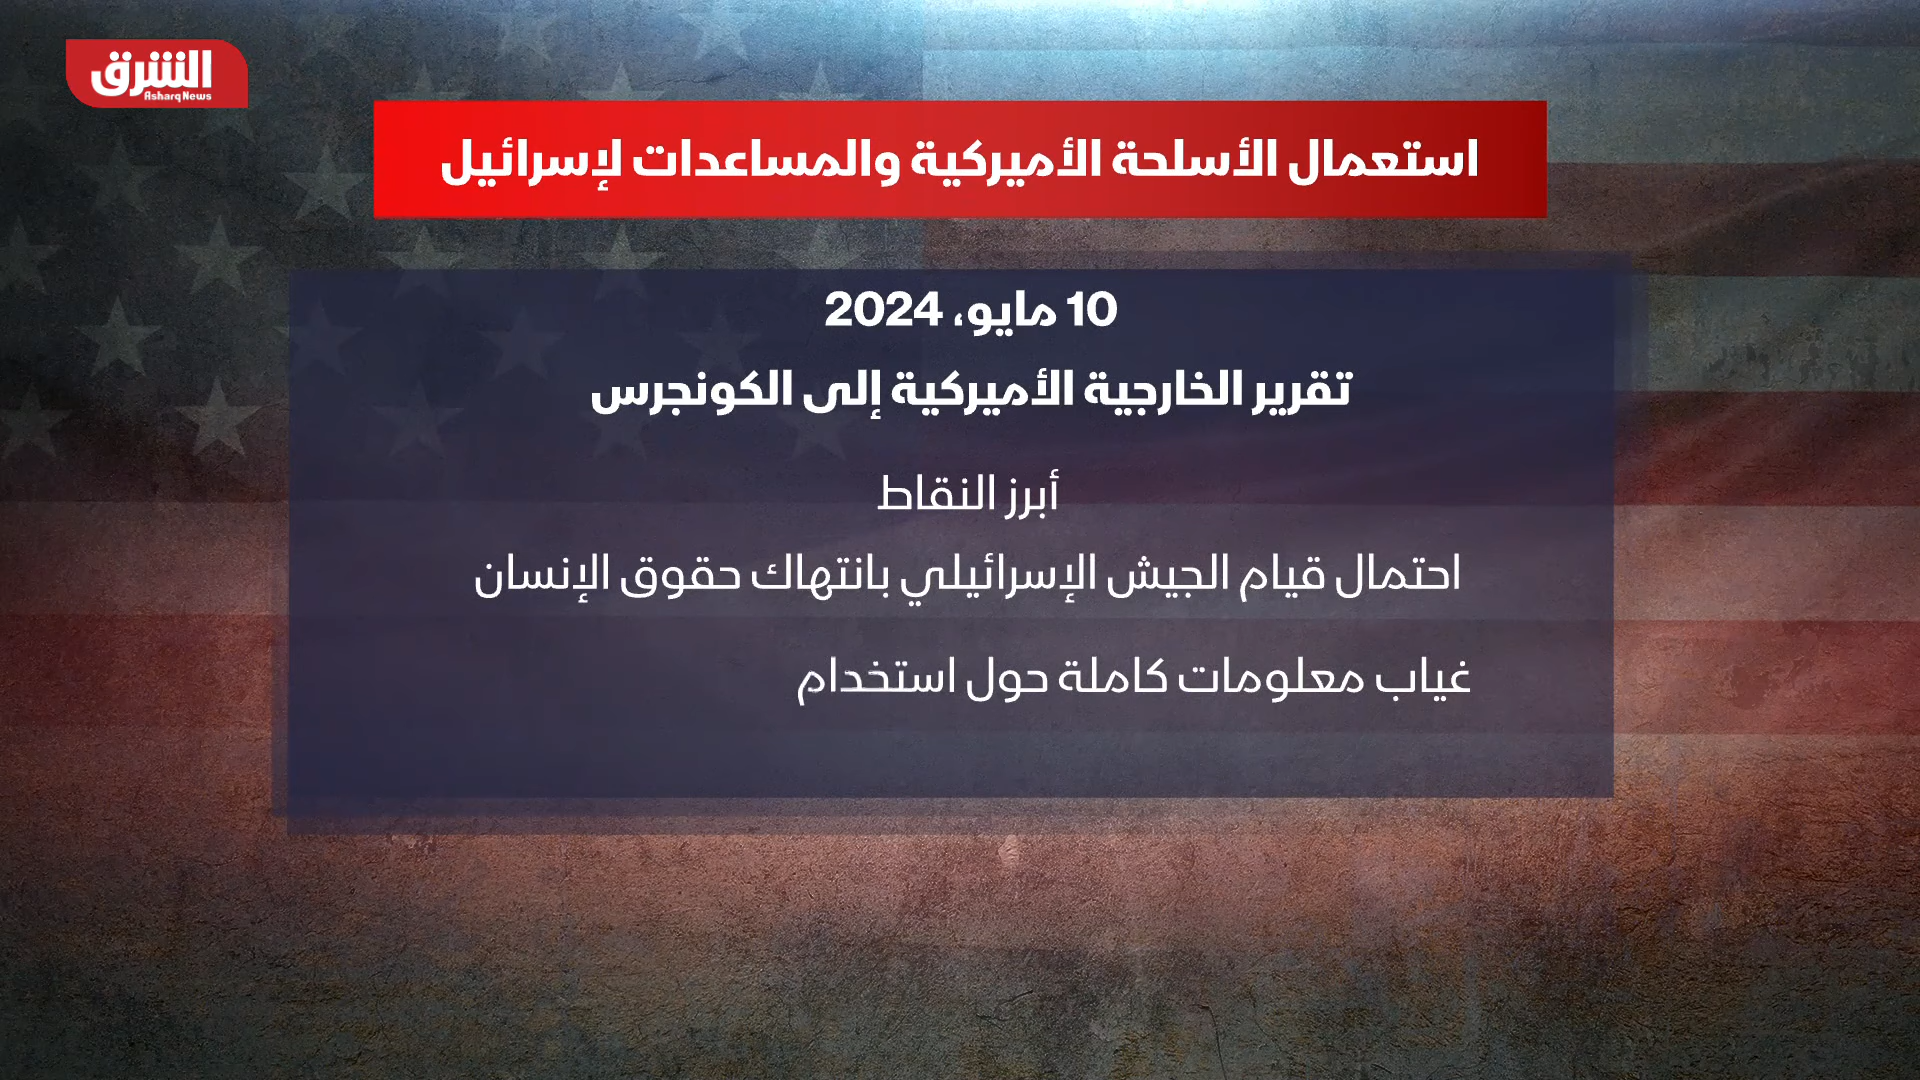 الشرق
Asharq News
استعمال الأسلحة الأميركية والمساعدات لإسرائيل
10 مايو، 2024
تقرير الخارجية الأميركية إلى الكونجرس
أبرز النقاط
احتمال قيام الجيش الإسرائيلي بانتهاك حقوق الإنسان
غياب معلومات كاملة حول استخدام